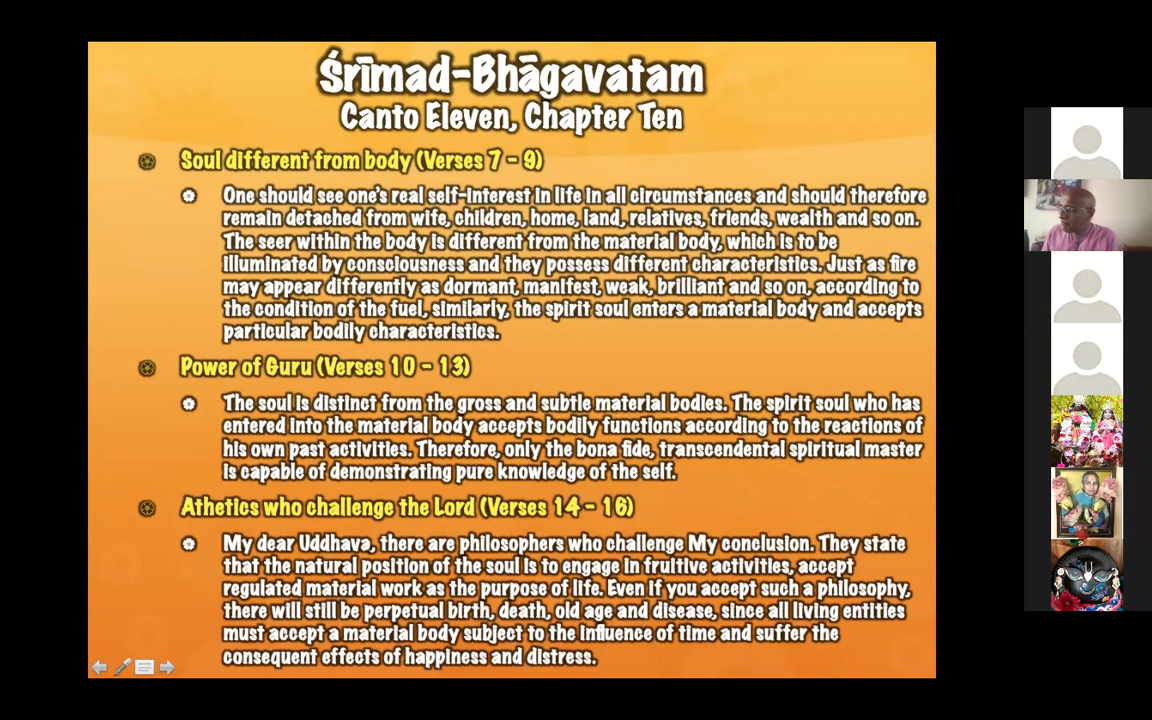 Śrīmad-Bhāgavatam
Canto Eleven, Chapter Ten
Soul different from body (Verses 7 – 9)
One should see one's real self-interest in life in all circumstances and should therefore
remain detached from wife, children, home, land, relatives, friends, wealth and so on.
The seer within the body is different from the material body, which is to be
illuminated by consciousness and they possess different characteristics. Just as fire
may appear differently as dormant, manifest, weak, brilliant and so on, according to
the condition of the fuel, similarly, the spirit soul enters a material body and accepts
particular bodily characteristics.
Power of Guru (Verses 10 – 13)
The soul is distinct from the gross and subtle material bodies. The spirit soul who has
entered into the material body accepts bodily functions according to the reactions of
his own past activities. Therefore, only the bona fide, transcendental spiritual master
is capable of demonstrating pure knowledge of the self.
Athetics who challenge the Lord (Verses 14 – 16)
My dear Uddhava, there are philosophers who challenge My conclusion. They state
that the natural position of the soul is to engage in fruitive activities, accept
regulated material work as the purpose of life. Even if you accept such a philosophy,
there will still be perpetual birth, death, old age and disease, since all living entities
must accept a material body subject to the influence of time and suffer the
consequent effects of happiness and distress.